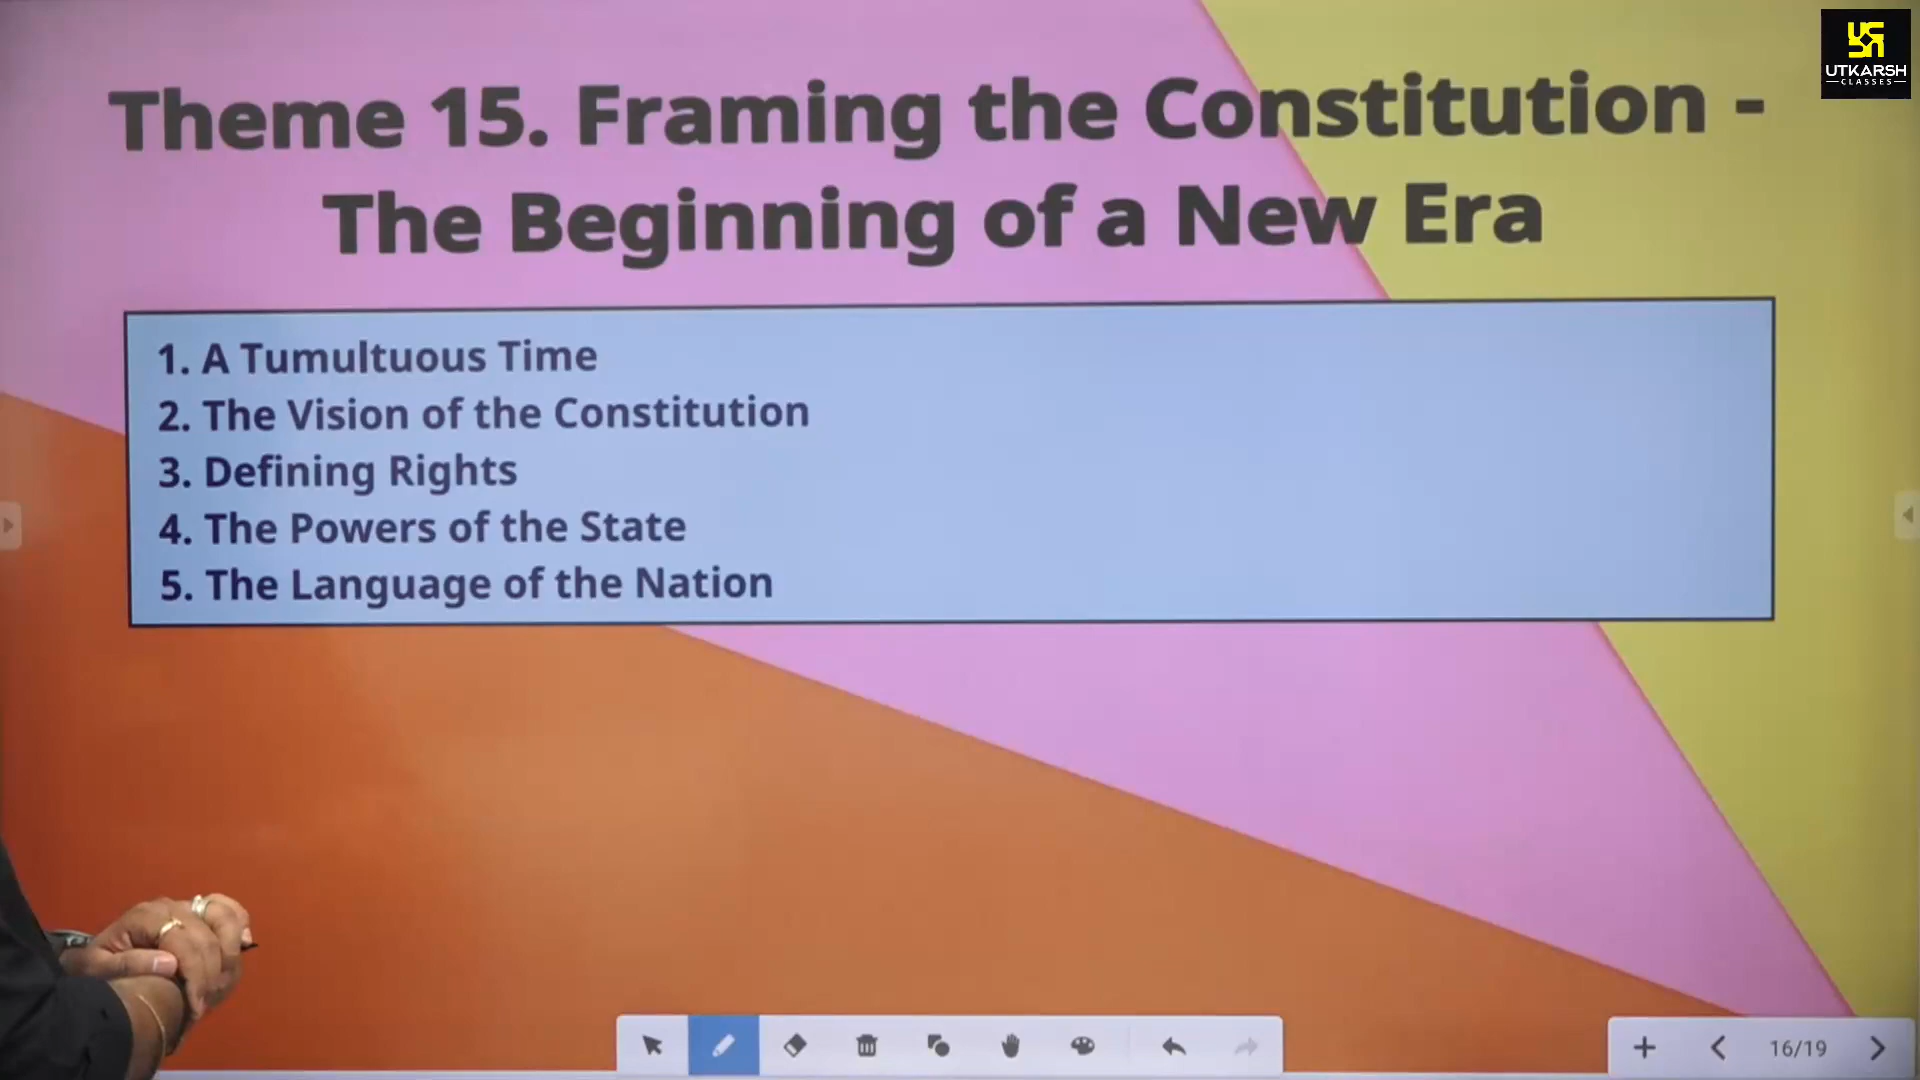 UTKARSH
CLASSES
Theme 15. Framing the Constitution -
The Beginning of a New Era
1. A Tumultuous Time
2. The Vision of the Constitution
3. Defining Rights
4. The Powers of the State
5. The Language of the Nation
16/19